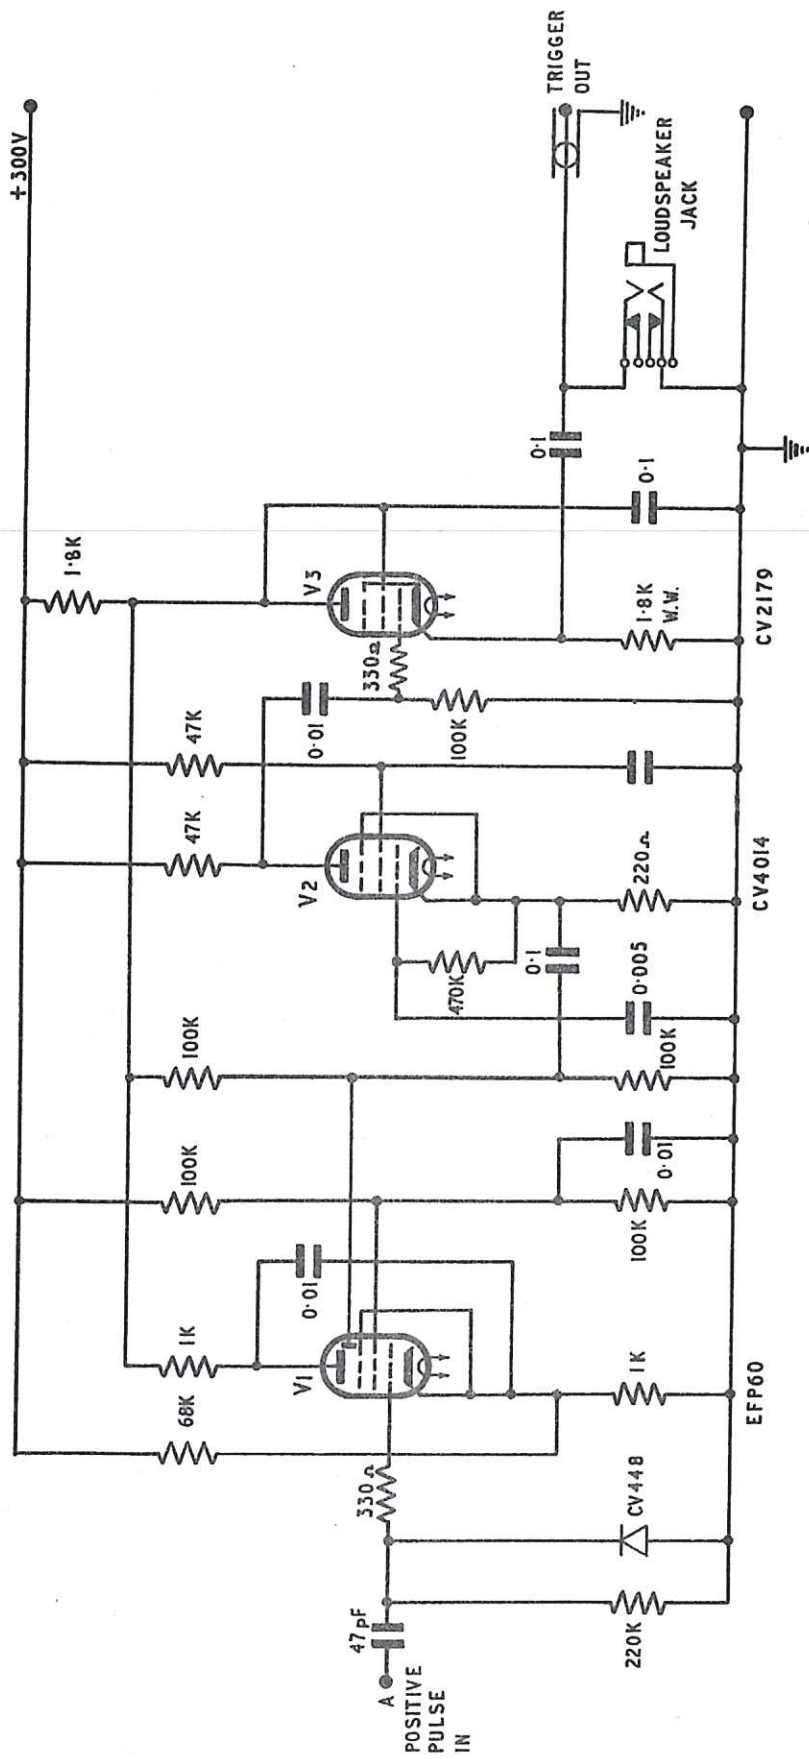 +300V
1·8K
47K
47K
100K
100K
1K
68K
V3
V2
V1
330Ω
0·01
100K
0·01
330Ω
47pF
A
POSITIVE
PULSE
IN
470K
0·1
0·1
0·1
TRIGGER
OUT
LOUDSPEAKER
JACK
1·8K
W.W.
220Ω
0·005
100K
0·01
100K
1K
CV448
220K
EFP60
CV4014
CV2179